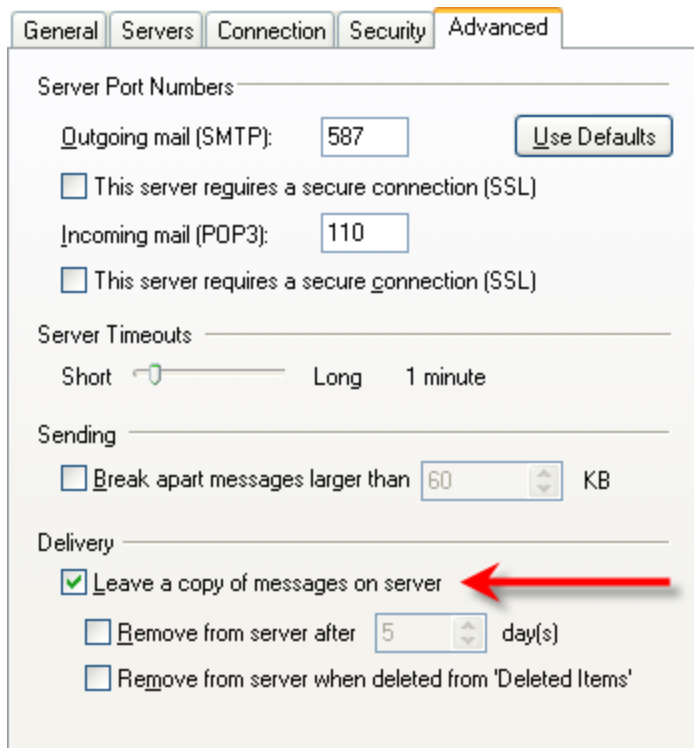 General Servers Connection Security Advanced
Server Port Numbers
Outgoing mail (SMTP): 587 Use Defaults
This server requires a secure connection (SSL)
Incoming mail (POP3): 110
This server requires a secure connection (SSL)
Server Timeouts
Short Long 1 minute
Sending
Break apart messages larger than 60 KB
Delivery
Leave a copy of messages on server
Remove from server after 5 day(s)
Remove from server when deleted from 'Deleted Items'